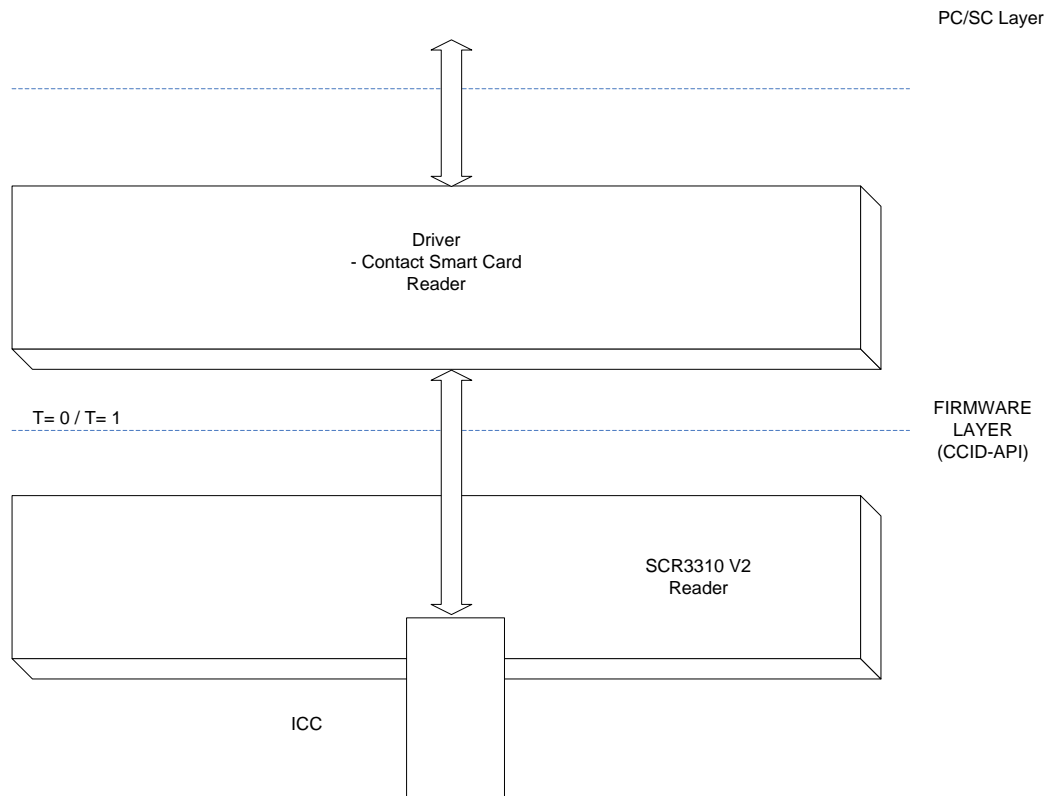 PC/SC Layer
Driver
- Contact Smart Card
Reader
T= 0 / T= 1
FIRMWARE
LAYER
(CCID-API)
SCR3310 V2
Reader
ICC